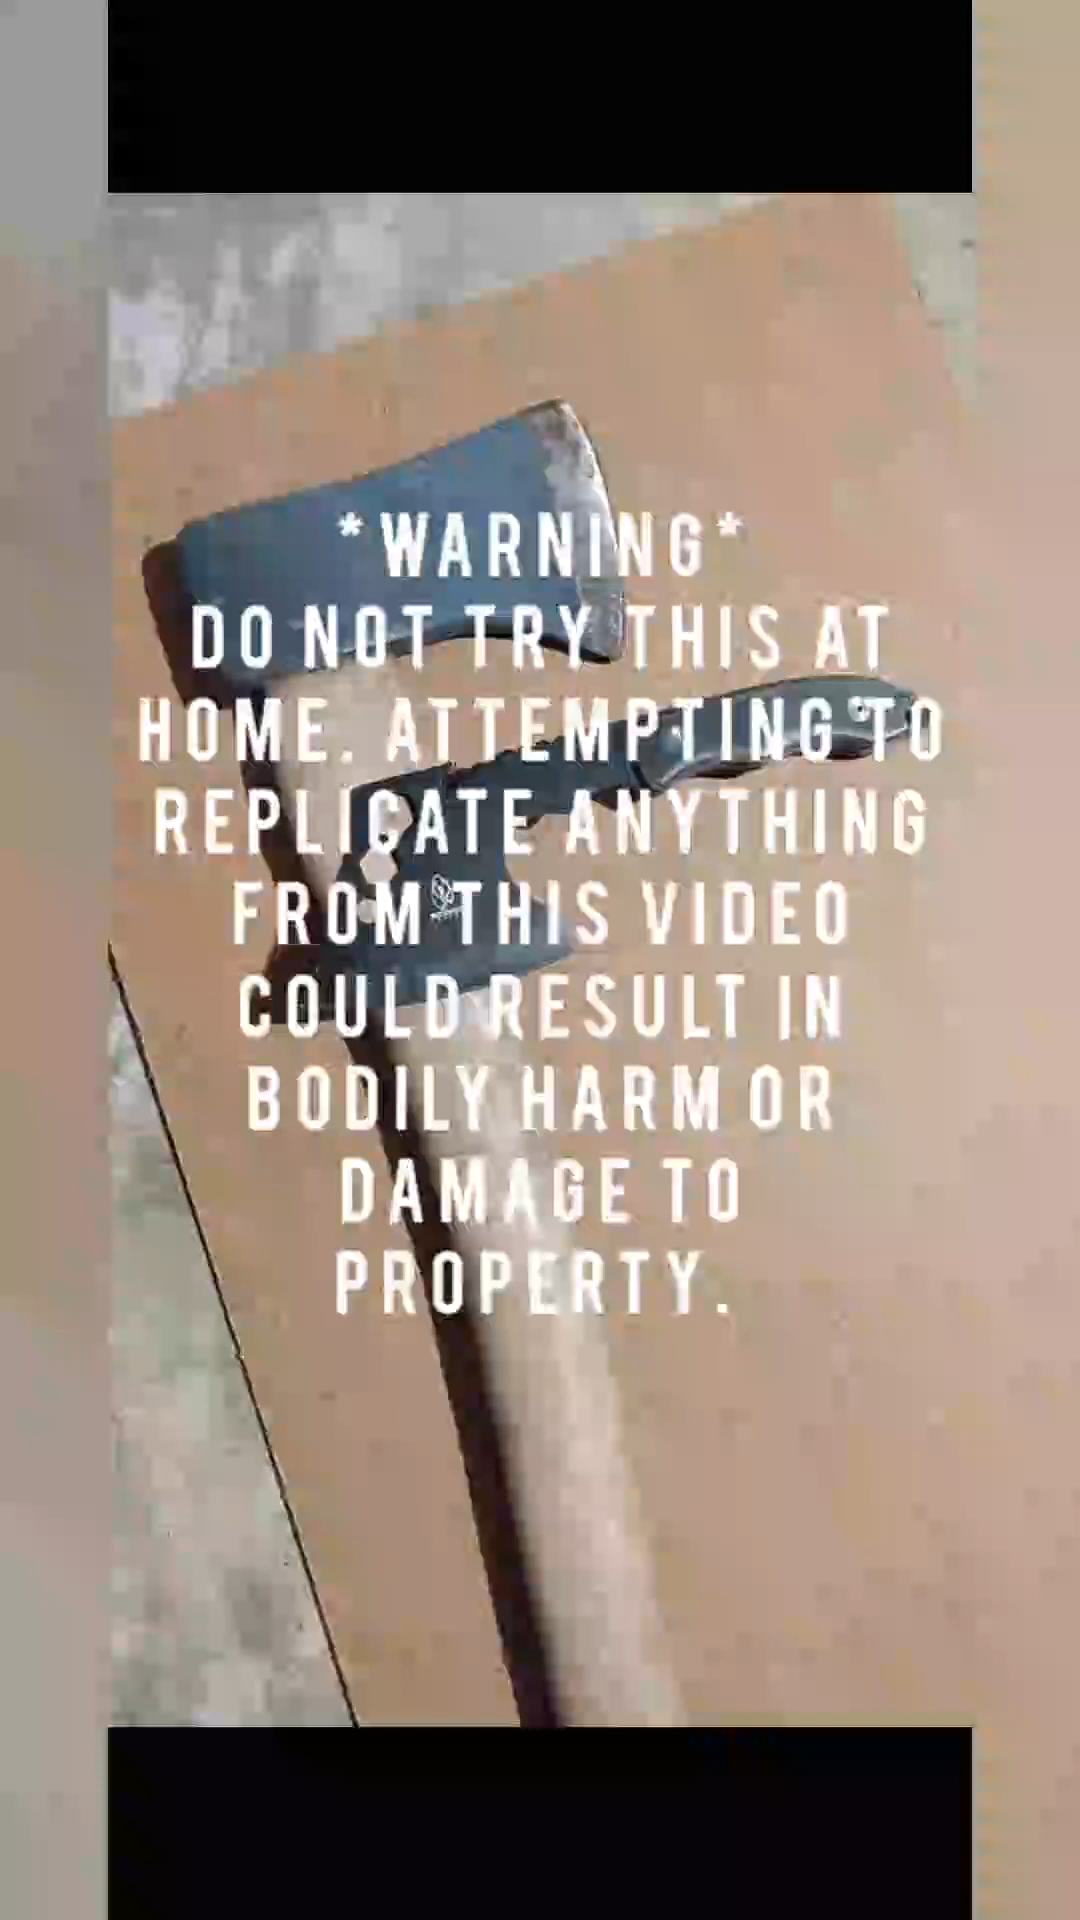 *WARNING*
DO NOT TRY THIS AT
HOME. ATTEMPTING TO
REPLICATE ANYTHING
FROM THIS VIDEO
COULD RESULT IN
BODILY HARM OR
DAMAGE TO
PROPERTY.